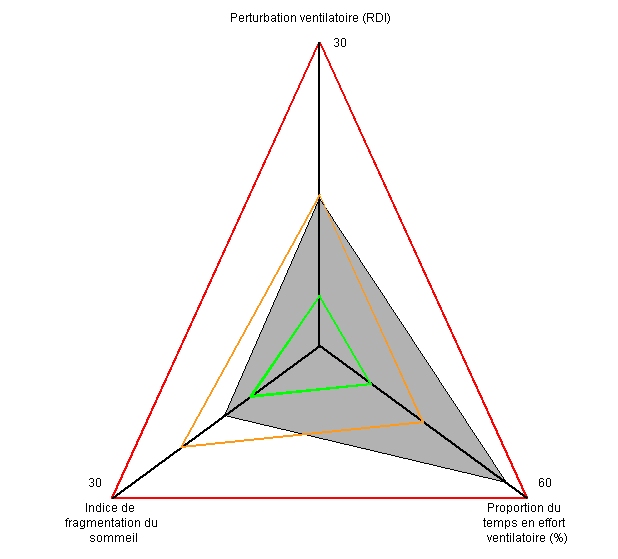 Perturbation ventilatoire (RDI)
30
30
60
Indice de
fragmentation du
sommeil
Proportion du
temps en effort
ventilatoire (%)